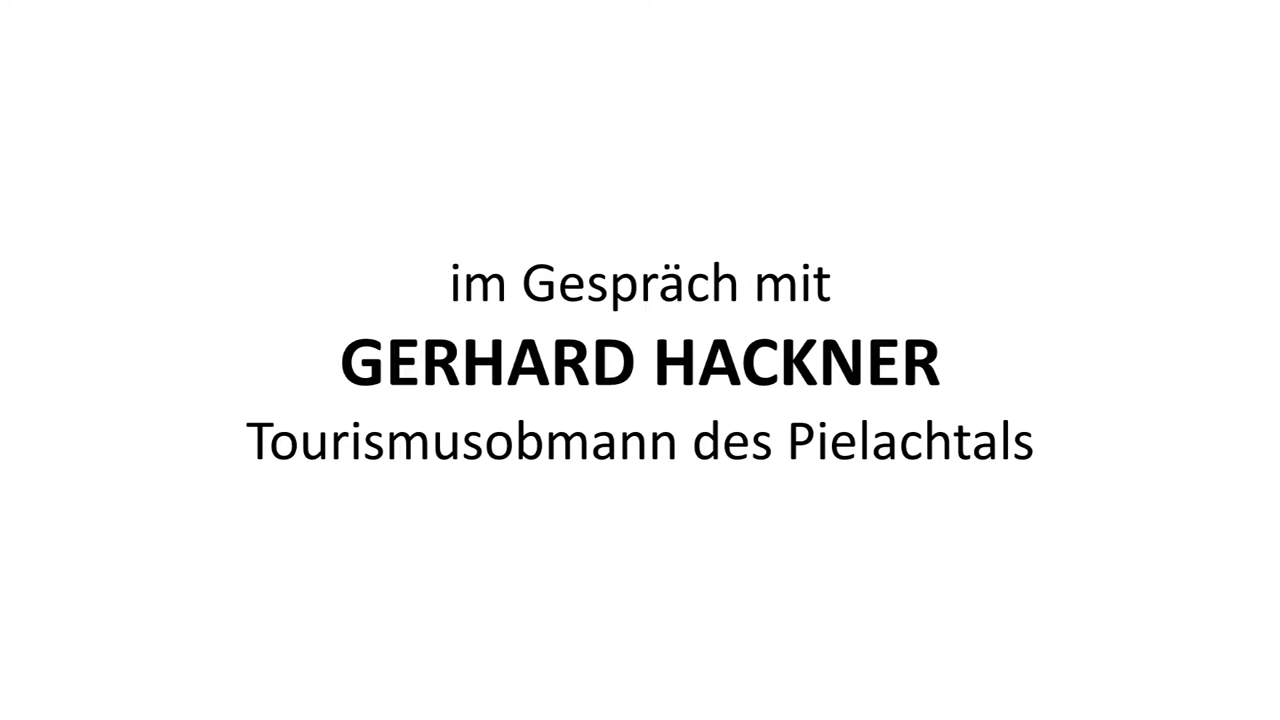 im Gespräch mit
GERHARD HACKNER
Tourismusobmann des Pielachtals